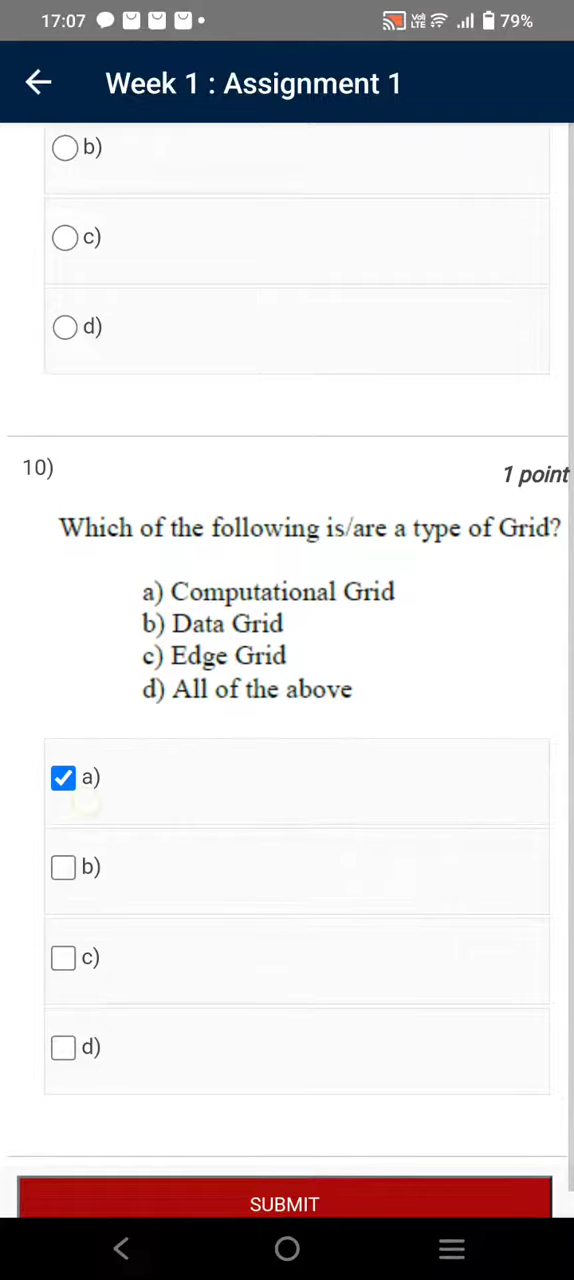 17:07 79%
Week 1 : Assignment 1
b)
c)
d)
10)
1 point
Which of the following is/are a type of Grid?
a) Computational Grid
b) Data Grid
c) Edge Grid
d) All of the above
a)
b)
c)
d)
SUBMIT